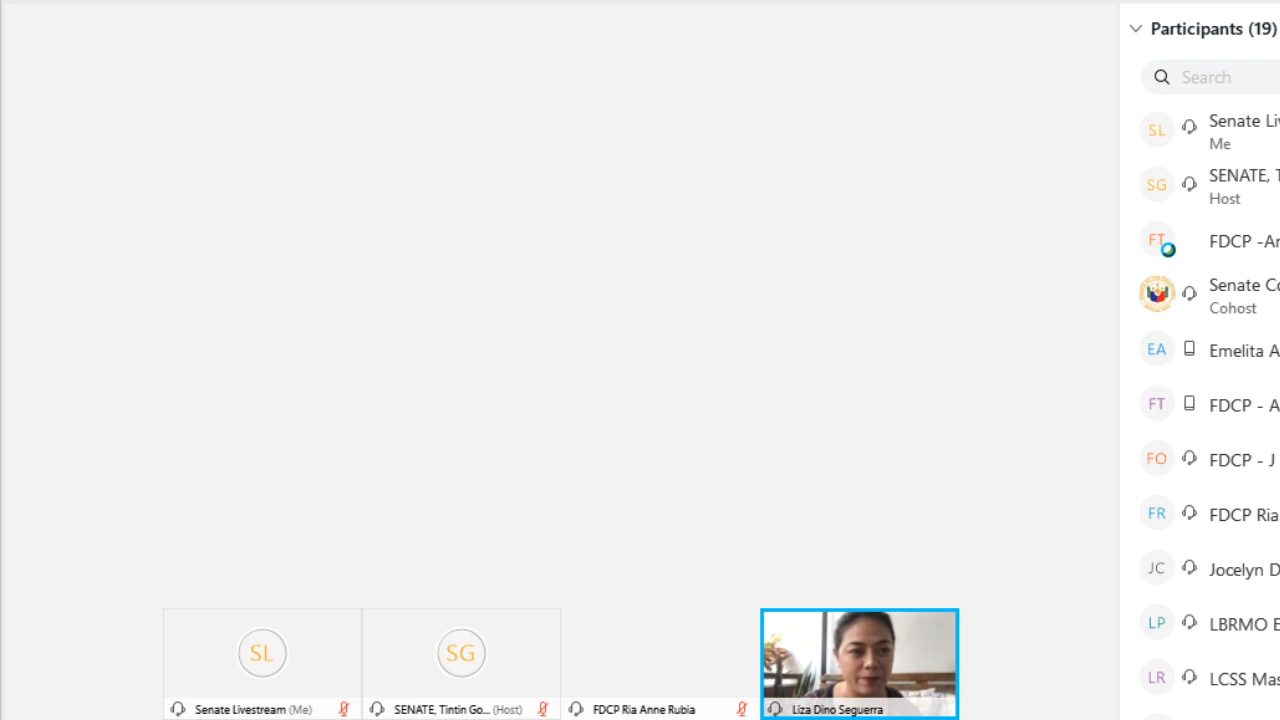 Participants (19)
Search
SL
Senate Liv
Me
SG
SENATE, T
Host
FT
FDCP -Ar
Senate Co
Cohost
EA
Emelita A
FT
FDCP - A
FO
FDCP - J
FR
FDCP Ria
JC
Jocelyn D
LP
LBRMO E
LR
LCSS Mas
SL
SG
Senate Livestream (Me)
SENATE, Tintin Go... (Host)
FDCP Ria Anne Rubia
Liza Dino Seguerra